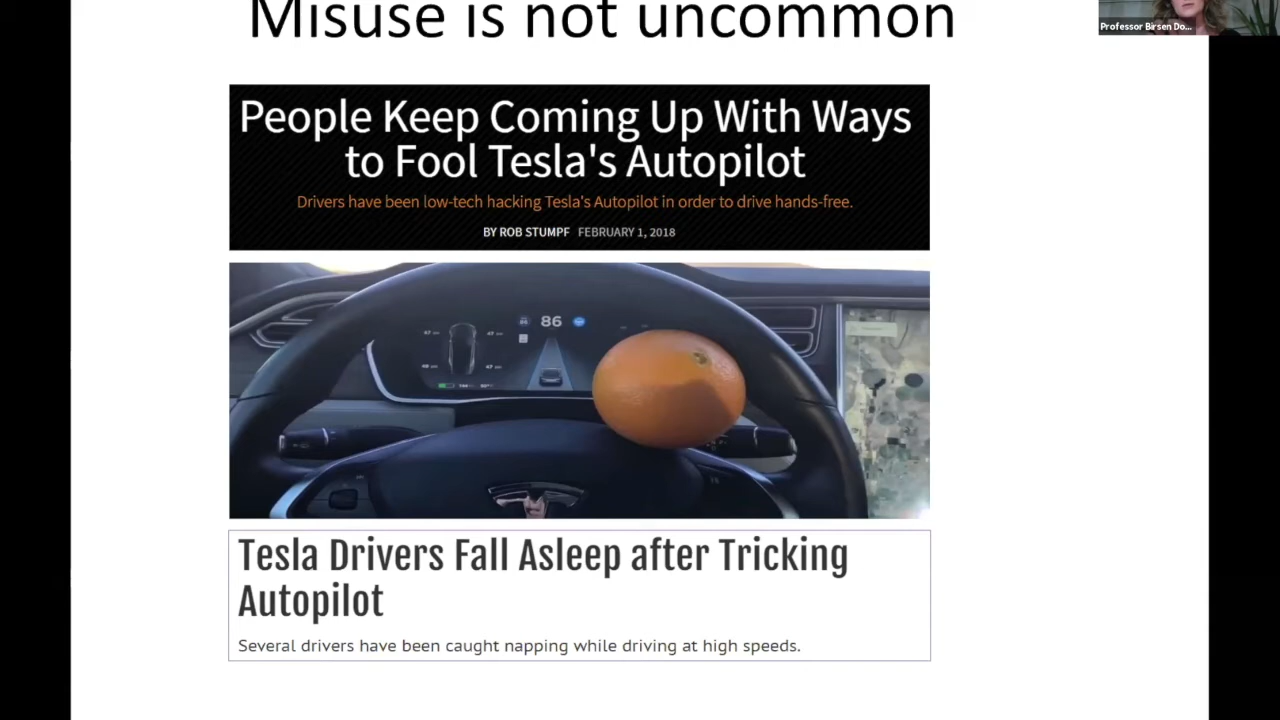 Misuse is not uncommon
Professor Birsen Do...
People Keep Coming Up With Ways
to Fool Tesla's Autopilot
Drivers have been low-tech hacking Tesla's Autopilot in order to drive hands-free.
BY ROB STUMPF FEBRUARY 1, 2018
86
Tesla Drivers Fall Asleep after Tricking
Autopilot
Several drivers have been caught napping while driving at high speeds.